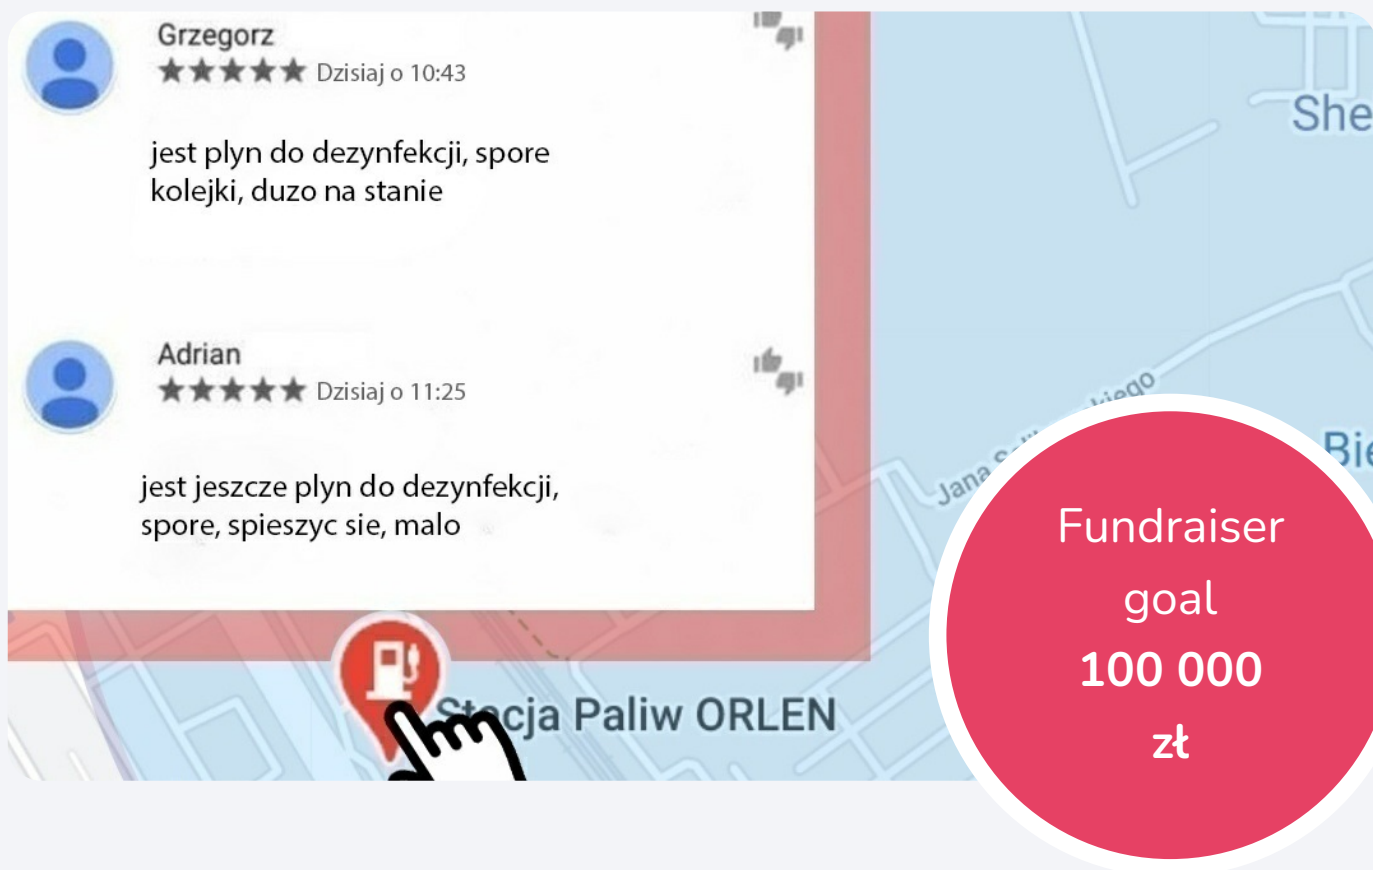 Grzegorz
Dzisiaj o 10:43
jest plyn do dezynfekcji, spore
kolejki, duzo na stanie
She
Adrian
Dzisiaj o 11:25
jest jeszcze plyn do dezynfekcji,
spore, spieszyc sie, malo
Jana
Bie
Fundraiser
goal
100 000
zł
Stacja Paliw ORLEN